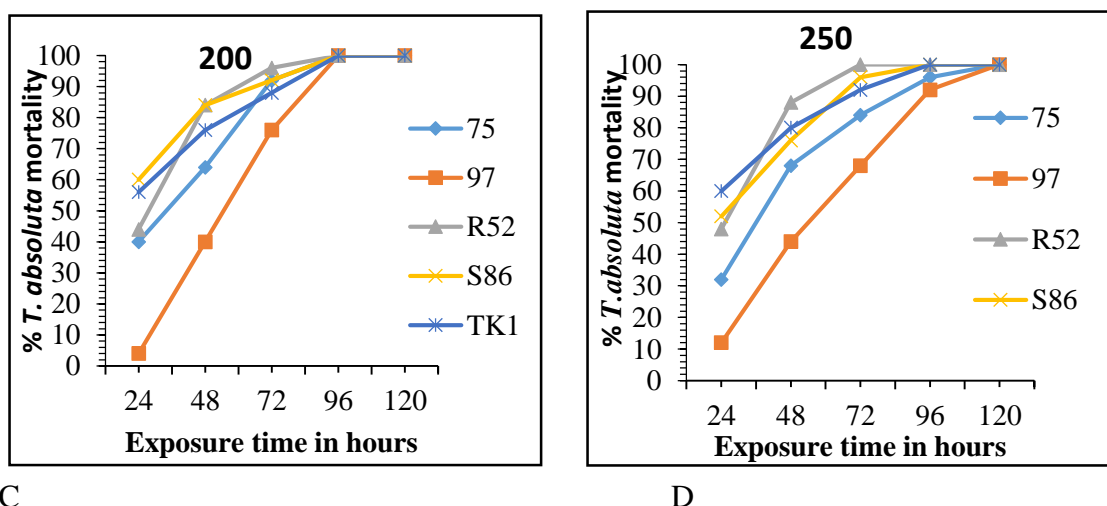 200
% T. absoluta mortality
100
90
80
70
60
50
40
30
20
10
0
24 48 72 96 120
Exposure time in hours
75
97
R52
S86
TK1
C
250
% T.absoluta mortality
100
90
80
70
60
50
40
30
20
10
0
24 48 72 96 120
Exposure time in hours
75
97
R52
S86
D